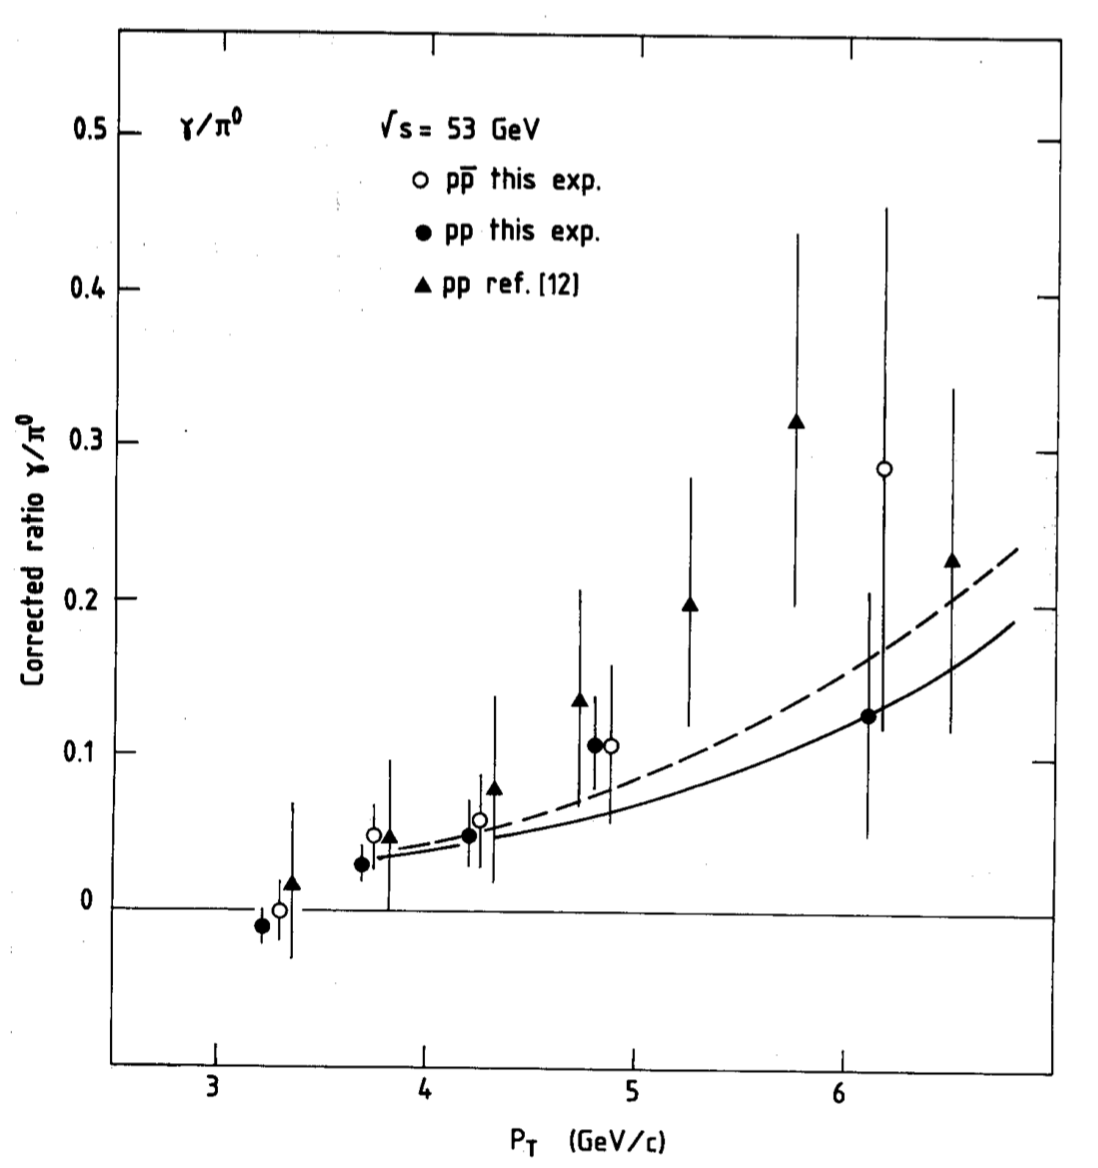 0.5
γ/π⁰
√s = 53 GeV
pp̅ this exp.
pp this exp.
pp ref. [12]
0.4
0.3
0.2
0.1
0
Corrected ratio γ/π⁰
3 4 5 6
P_T (GeV/c)